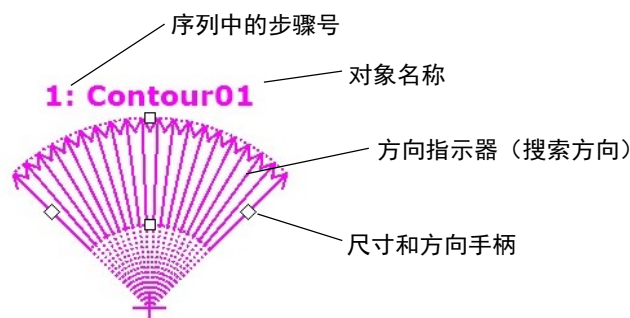 序列中的步骤号
对象名称
1: Contour01
方向指示器（搜索方向）
尺寸和方向手柄